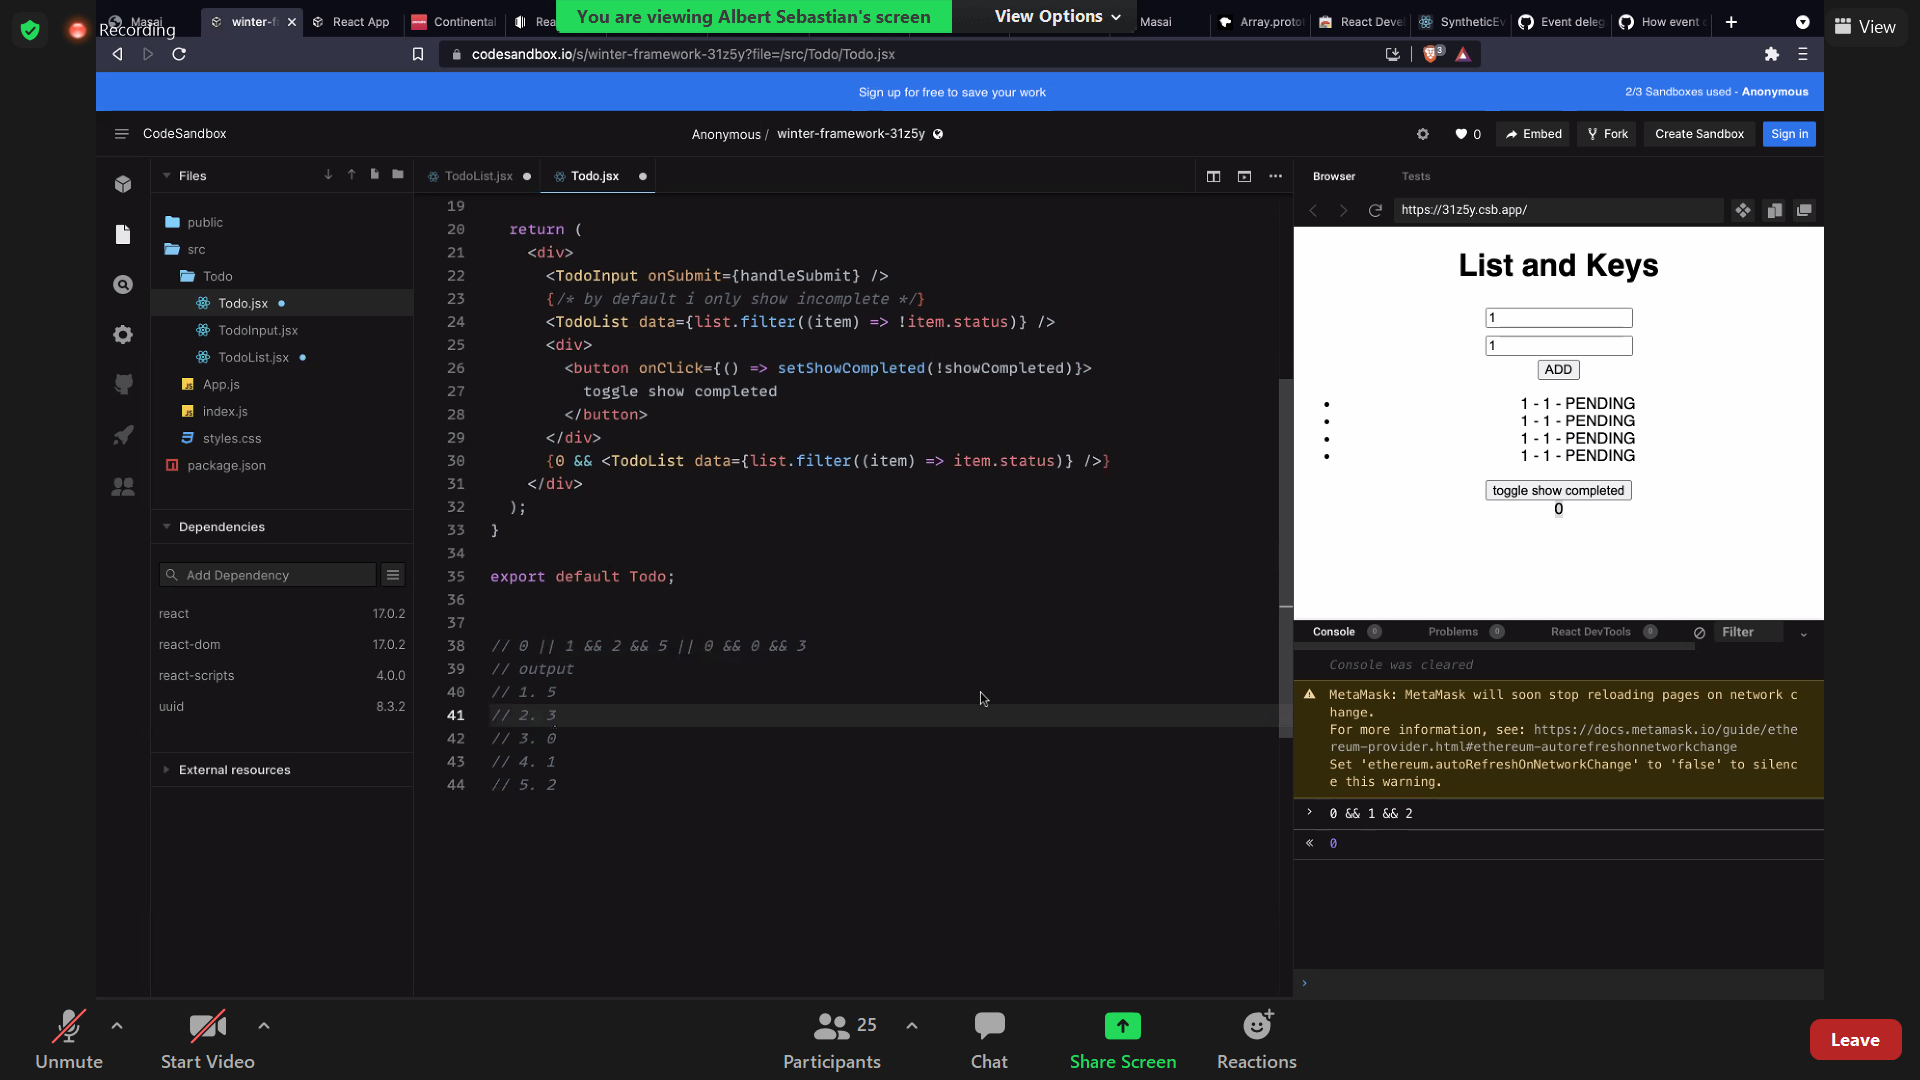 Recording
Masai
winter-f
React App
Continental
Rea
You are viewing Albert Sebastian's screen
View Options
Masai
Array.proto
React Deve
SyntheticEv
Event deleg
How event
View
codesandbox.io/s/winter-framework-31z5y?file=/src/Todo/Todo.jsx
3
Sign up for free to save your work
2/3 Sandboxes used - Anonymous
CodeSandbox
Anonymous / winter-framework-31z5y
0
Embed
Fork
Create Sandbox
Sign in
Files
public
src
Todo
Todo.jsx
TodoInput.jsx
TodoList.jsx
App.js
index.js
styles.css
package.json
Dependencies
Add Dependency
react 17.0.2
react-dom 17.0.2
react-scripts 4.0.0
uuid 8.3.2
External resources
TodoList.jsx
Todo.jsx
19
20 return (
21 <div>
22 <TodoInput onSubmit={handleSubmit} />
23 {/* by default i only show incomplete */}
24 <TodoList data={list.filter((item) => !item.status)} />
25 <div>
26 <button onClick={() => setShowCompleted(!showCompleted)}>
27 toggle show completed
28 </button>
29 </div>
30 {0 && <TodoList data={list.filter((item) => item.status)} />}
31 </div>
32 );
33 }
34
35 export default Todo;
36
37
38 // 0 || 1 && 2 && 5 || 0 && 0 && 3
39 // output
40 // 1. 5
41 // 2. 3
42 // 3. 0
43 // 4. 1
44 // 5. 2
Browser
Tests
https://31z5y.csb.app/
List and Keys
1
1
ADD
1 - 1 - PENDING
1 - 1 - PENDING
1 - 1 - PENDING
1 - 1 - PENDING
toggle show completed
0
Console 0
Problems 0
React DevTools 0
Filter
Console was cleared
MetaMask: MetaMask will soon stop reloading pages on network c
hange.
For more information, see: https://docs.metamask.io/guide/ethe
reum-provider.html#ethereum-autorefreshonnetworkchange
Set 'ethereum.autoRefreshOnNetworkChange' to 'false' to silenc
e this warning.
0 && 1 && 2
0
Unmute
Start Video
Participants
25
Chat
Share Screen
Reactions
Leave